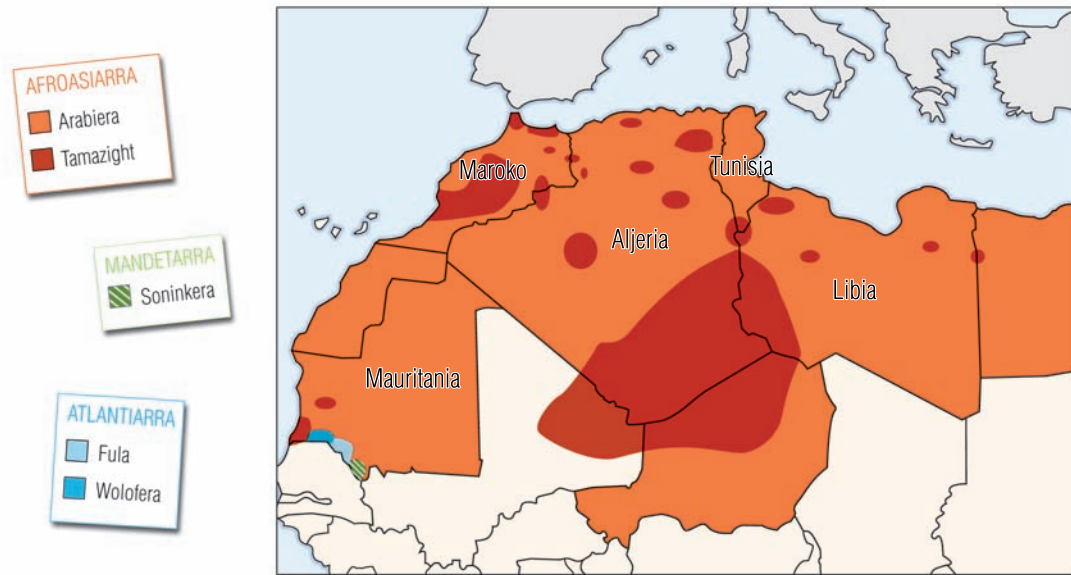 AFROASIARRA
Arabiera
Tamazight
MANDETARRA
Soninkera
ATLANTIARRA
Fula
Wolofera
Maroko
Tunisia
Aljeria
Libia
Mauritania